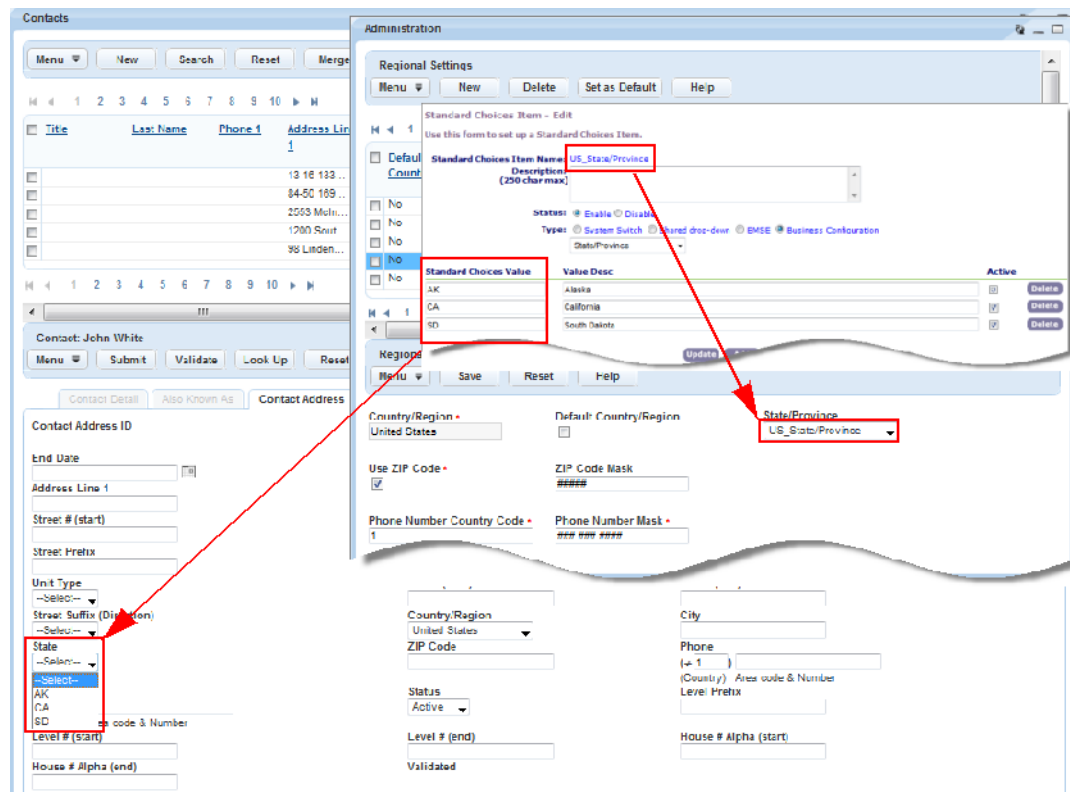 Contacts
Menu New Search Reset Merge
1 2 3 4 5 6 7 8 9 10
Title Last Name Phone 1 Address Lin
1
13 16 133 ...
84-50 169 ...
2553 McIn...
1200 Sout
98 Linden...
1 2 3 4 5 6 7 8 9 10
Contact: John White
Menu Submit Validate Look Up Reset
Contact Detail Also Known As Contact Address
Contact Address ID
End Date
Address Line 1
Street # (start)
Street Prefix
Unit Type
--Select--
Street Suffix (Direction)
--Select--
State
--Select--
--Select--
AK
CA
SD
ea code & Number
Level # (start)
House # Alpha (end)
Administration
Regional Settings
Menu New Delete Set as Default Help
1
Defaul
Count
No
No
No
No
No
1
Standard Choices Item - Edit
Use this form to set up a Standard Choices Item.
Standard Choices Item Name: US_State/Province
Description:
(250 char max)
Status: Enable Disable
Type: System Switch Shared drop-down EMSE Business Configuration
State/Province
Standard Choices Value Value Desc Active
AK Alaska Delete
CA California Delete
SD South Dakota Delete
Update
Regions
Menu Save Reset Help
Country/Region * Default Country/Region State/Province
United States US_State/Province
Use ZIP Code * ZIP Code Mask
#####
Phone Number Country Code * Phone Number Mask *
1 ### ### ####
Country/Region City
United States
ZIP Code Phone
(+ 1 )
(Country) Area code & Number
Status Level Prefix
Active
Level # (end) House # Alpha (start)
Validated